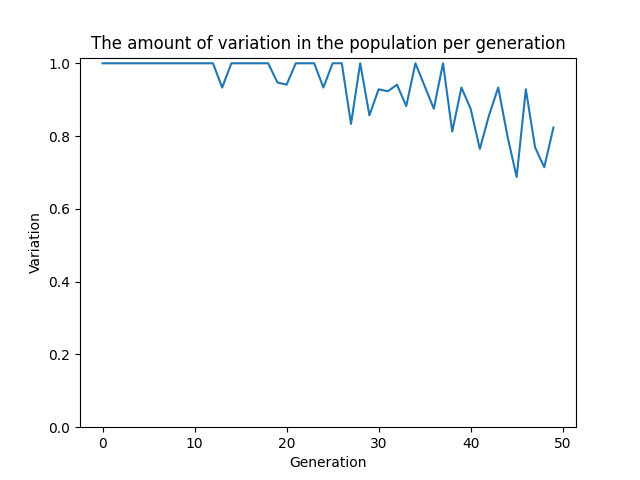 The amount of variation in the population per generation
1.0
0.8
0.6
0.4
0.2
0.0
Variation
0 10 20 30 40 50
Generation